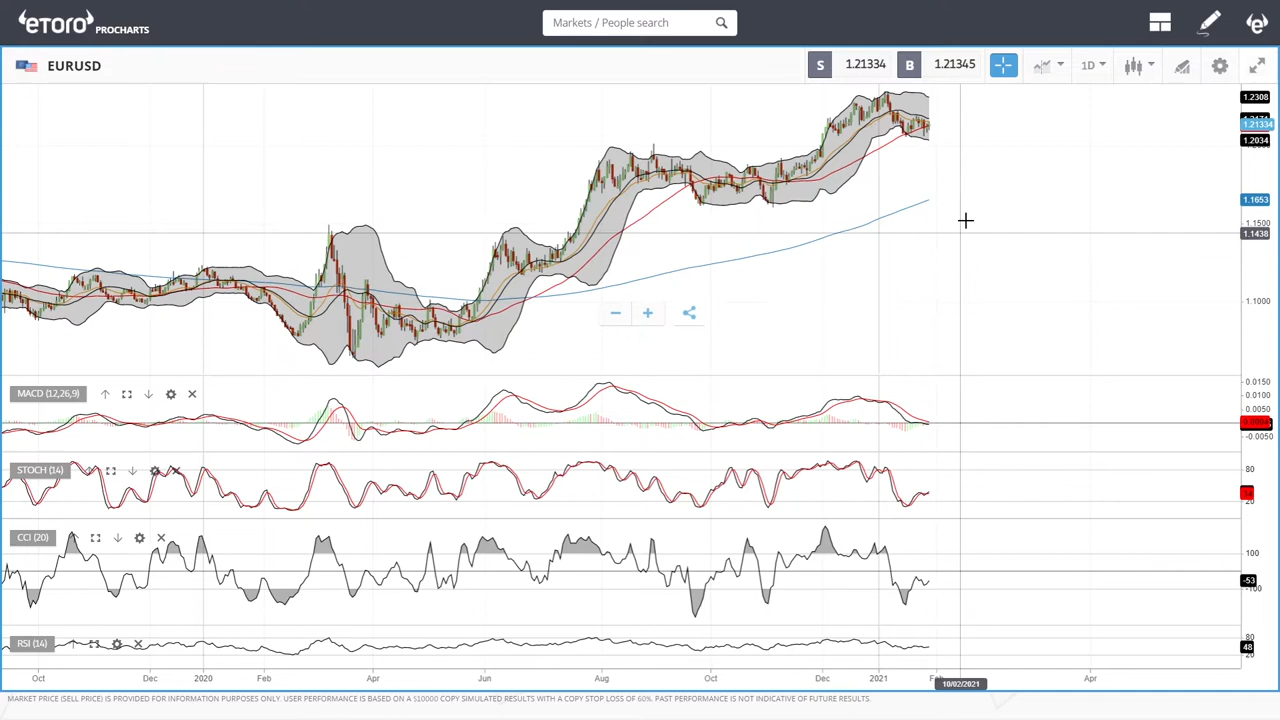 eTORO PROCHARTS
Markets / People search
EURUSD
S 1.21334 B 1.21345
1D
1.2308
1.21334
1.2034
1.1653
1.1500
1.1438
1.1000
MACD (12,26,9)
0.0150
0.0100
0.0050
-0.0050
STOCH (14)
80
20
CCI (20)
100
-53
-100
RSI (14)
80
48
20
Oct Dec 2020 Feb Apr Jun Aug Oct Dec 2021 Apr
10/02/2021
MARKET PRICE (SELL PRICE) IS PROVIDED FOR INFORMATION PURPOSES ONLY. USER PERFORMANCE IS BASED ON A $10000 COPY SIMULATED RESULTS WITH A COPY STOP LOSS OF 60%. PAST PERFORMANCE IS NOT INDICATIVE OF FUTURE RESULTS.